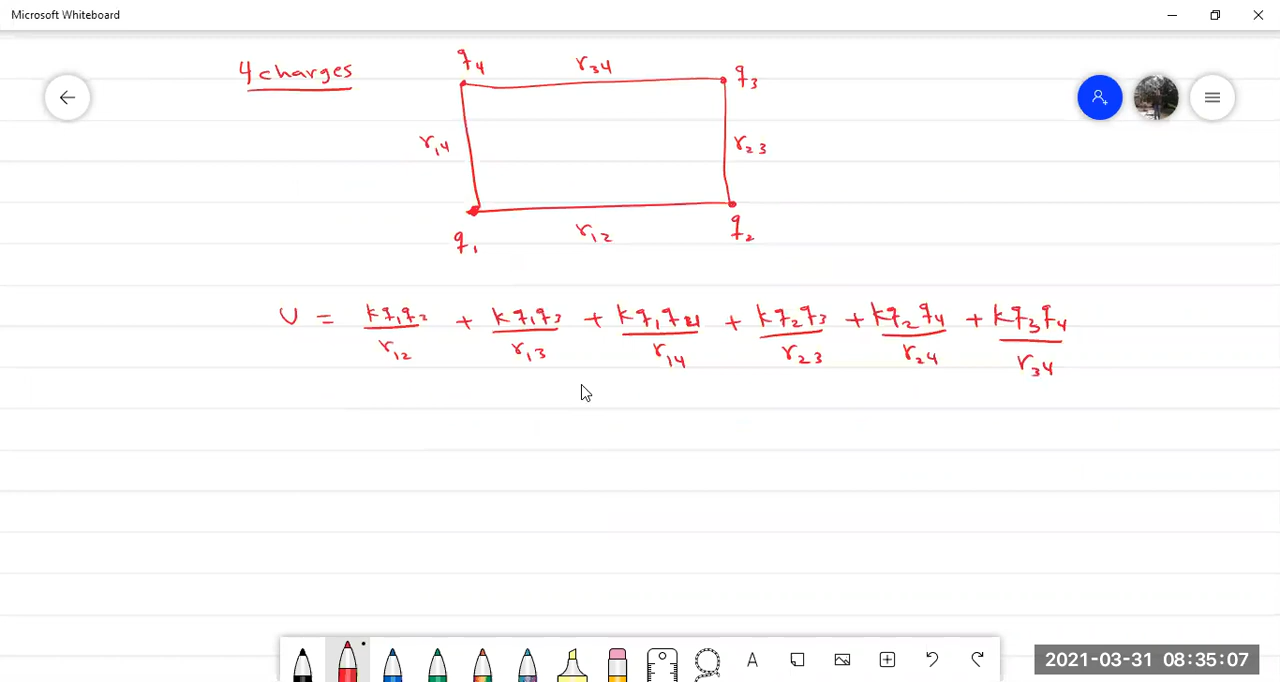 Microsoft Whiteboard
4 charges
q₄ r₃₄ q₃
r₁₄ r₂₃
q₁ r₁₂ q₂
U = kq₁q₂/r₁₂ + kq₁q₃/r₁₃ + kq₁q₄/r₁₄ + kq₂q₃/r₂₃ + kq₂q₄/r₂₄ + kq₃q₄/r₃₄
A
2021-03-31 08:35:07